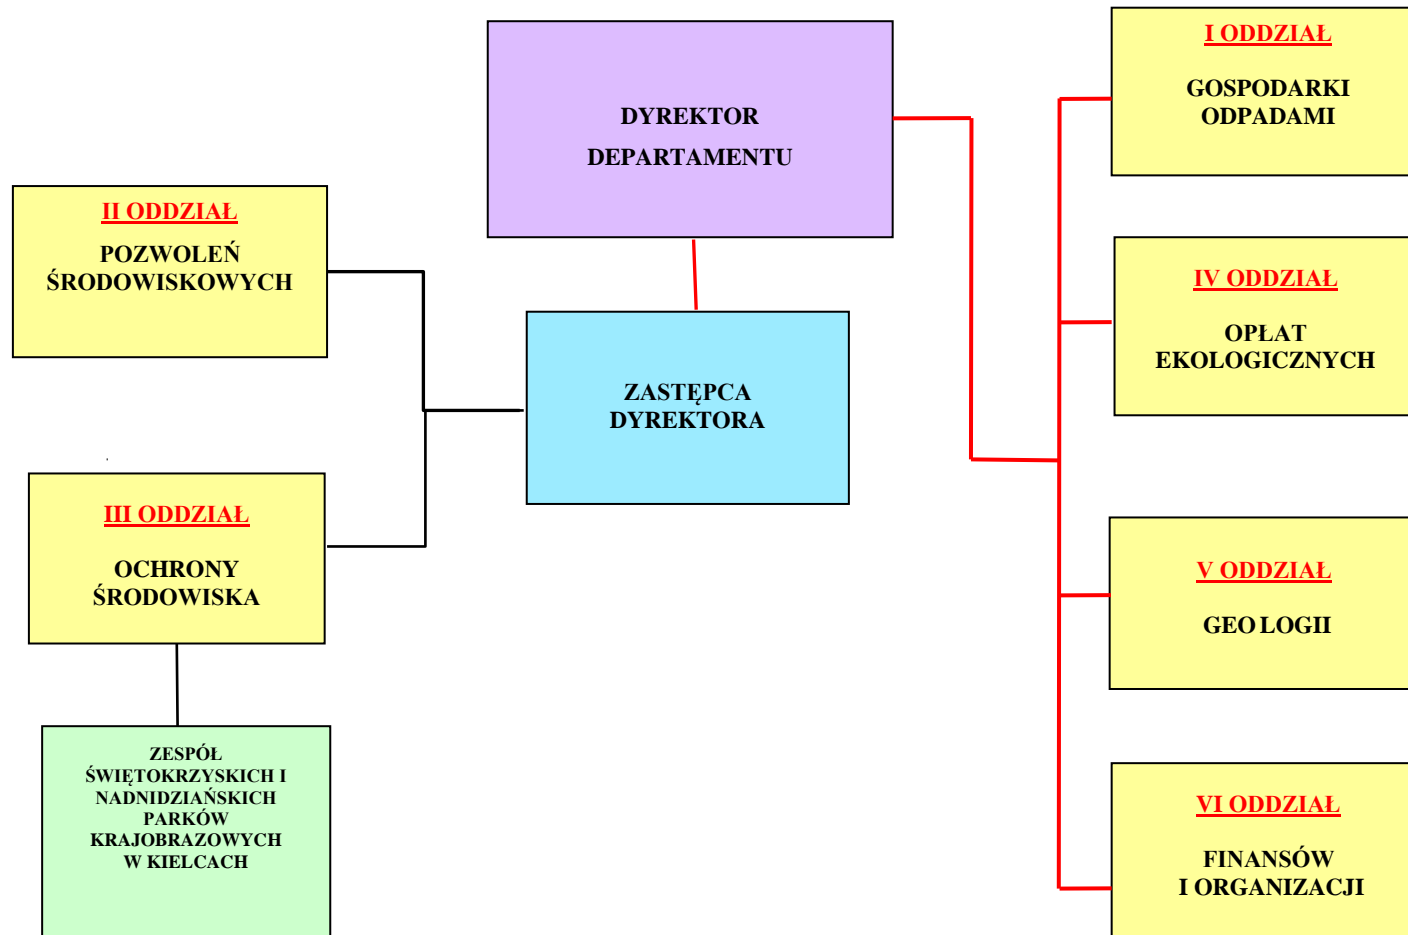 DYREKTOR
DEPARTAMENTU
ZASTĘPCA
DYREKTORA
II ODDZIAŁ
POZWOLEŃ
ŚRODOWISKOWYCH
III ODDZIAŁ
OCHRONY
ŚRODOWISKA
ZESPÓŁ
ŚWIĘTOKRZYSKICH I
NADNIDZIAŃSKICH
PARKÓW
KRAJOBRAZOWYCH
W KIELCACH
I ODDZIAŁ
GOSPODARKI
ODPADAMI
IV ODDZIAŁ
OPŁAT
EKOLOGICZNYCH
V ODDZIAŁ
GEO LOGII
VI ODDZIAŁ
FINANSÓW
I ORGANIZACJI